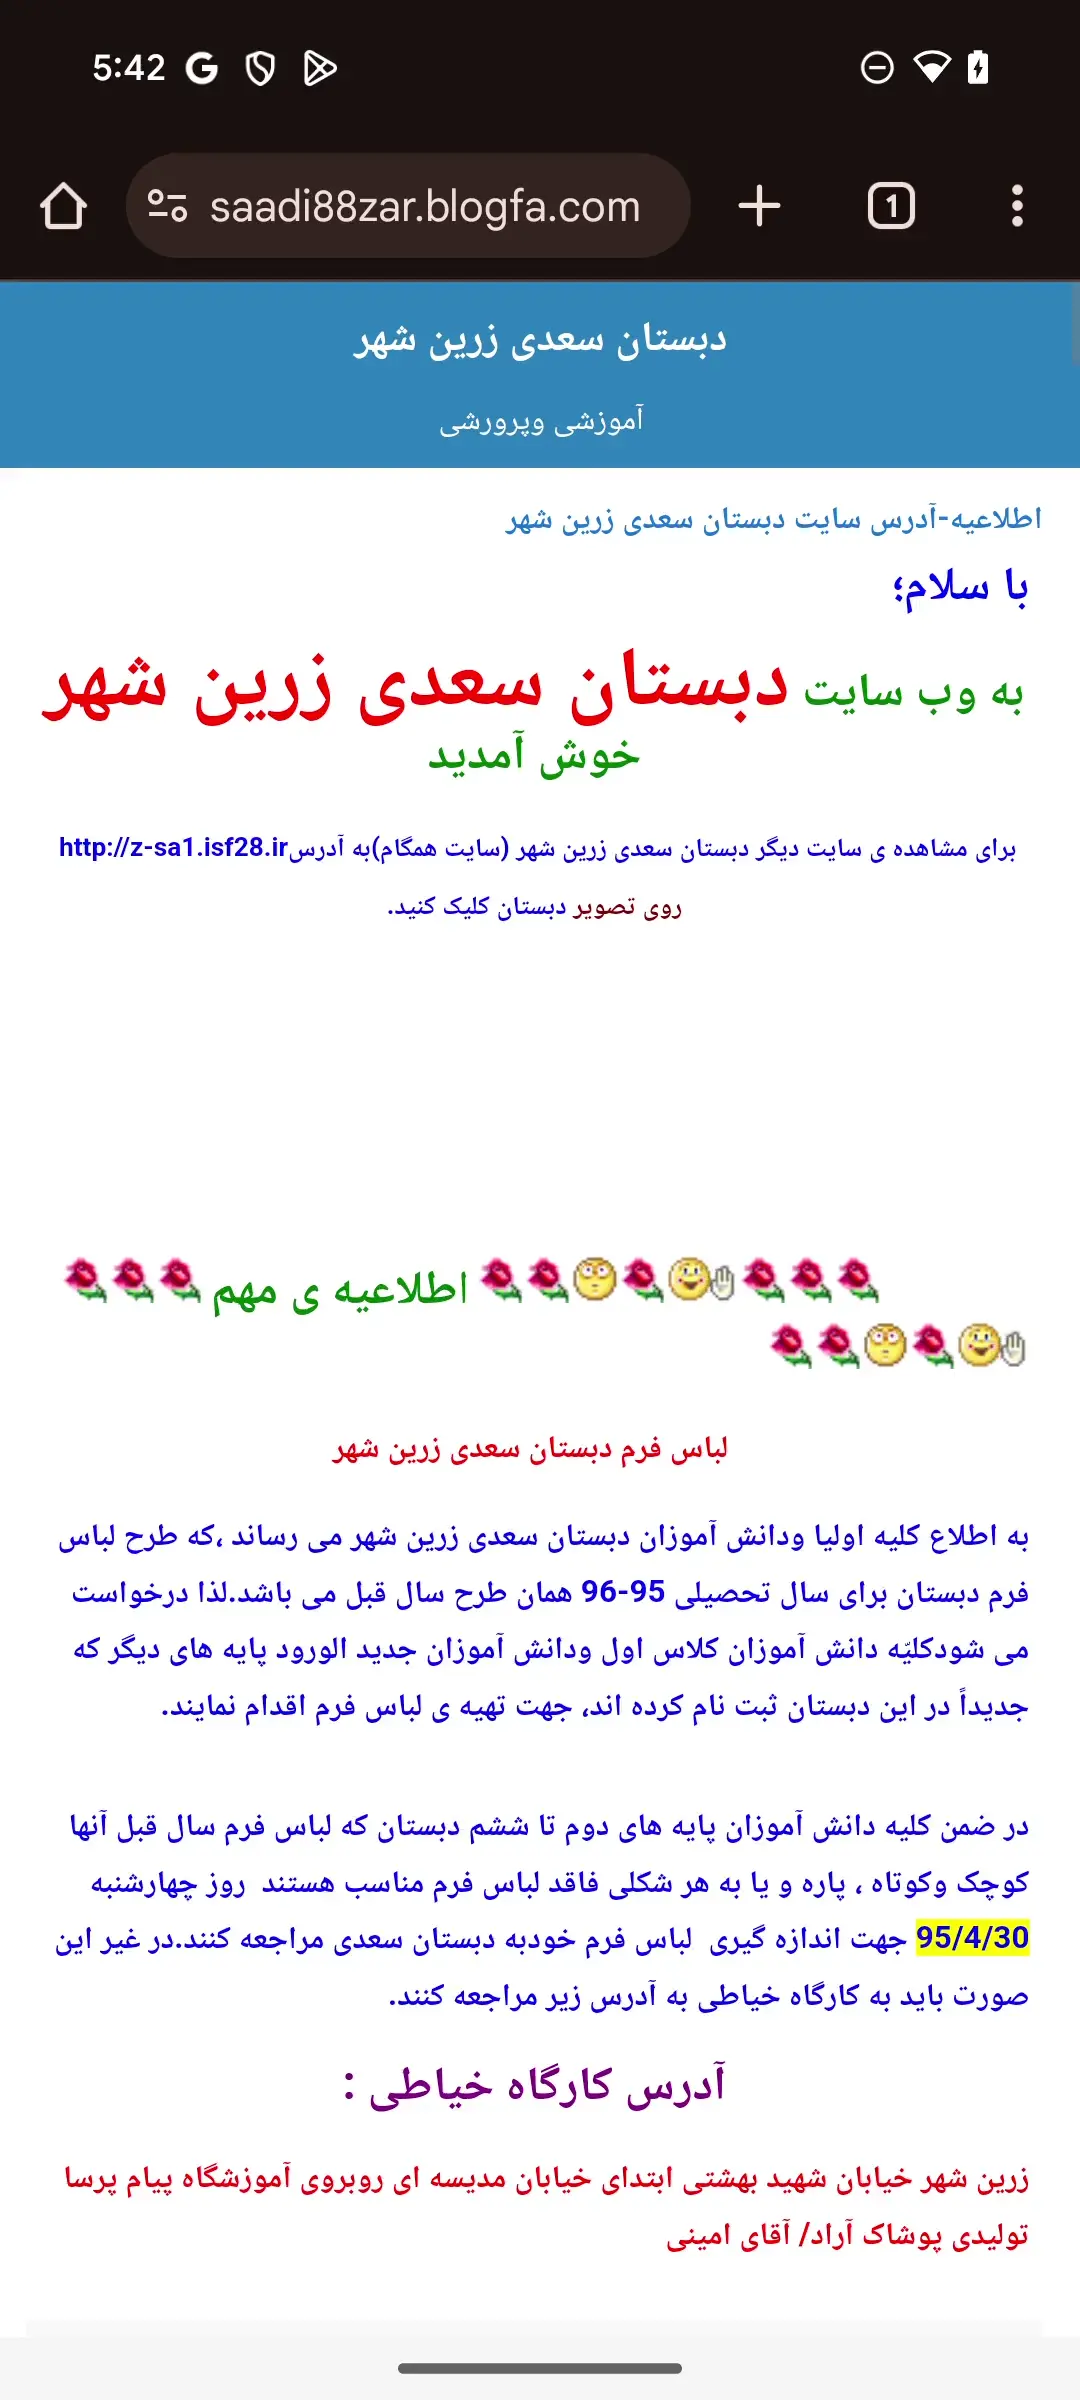 5:42
saadi88zar.blogfa.com
1
دبستان سعدی زرین شهر
آموزشی وپرورشی
اطلاعیه-آدرس سایت دبستان سعدی زرین شهر
با سلام؛
به وب سایت دبستان سعدی زرین شهر
خوش آمدید
برای مشاهده ی سایت دیگر دبستان سعدی زرین شهر (سایت همگام)به آدرسhttp://z-sa1.isf28.ir
روی تصویر دبستان کلیک کنید.
اطلاعیه ی مهم
لباس فرم دبستان سعدی زرین شهر
به اطلاع کلیه اولیا ودانش آموزان دبستان سعدی زرین شهر می رساند ،که طرح لباس
فرم دبستان برای سال تحصیلی 95-96 همان طرح سال قبل می باشد.لذا درخواست
می شودکلیّه دانش آموزان کلاس اول ودانش آموزان جدید الورود پایه های دیگر که
جدیداً در این دبستان ثبت نام کرده اند، جهت تهیه ی لباس فرم اقدام نمایند.
در ضمن کلیه دانش آموزان پایه های دوم تا ششم دبستان که لباس فرم سال قبل آنها
کوچک وکوتاه ، پاره و یا به هر شکلی فاقد لباس فرم مناسب هستند روز چهارشنبه
95/4/30 جهت اندازه گیری لباس فرم خودبه دبستان سعدی مراجعه کنند.در غیر این
صورت باید به کارگاه خیاطی به آدرس زیر مراجعه کنند.
آدرس کارگاه خیاطی :
زرین شهر خیابان شهید بهشتی ابتدای خیابان مدیسه ای روبروی آموزشگاه پیام پرسا
تولیدی پوشاک آراد/ آقای امینی